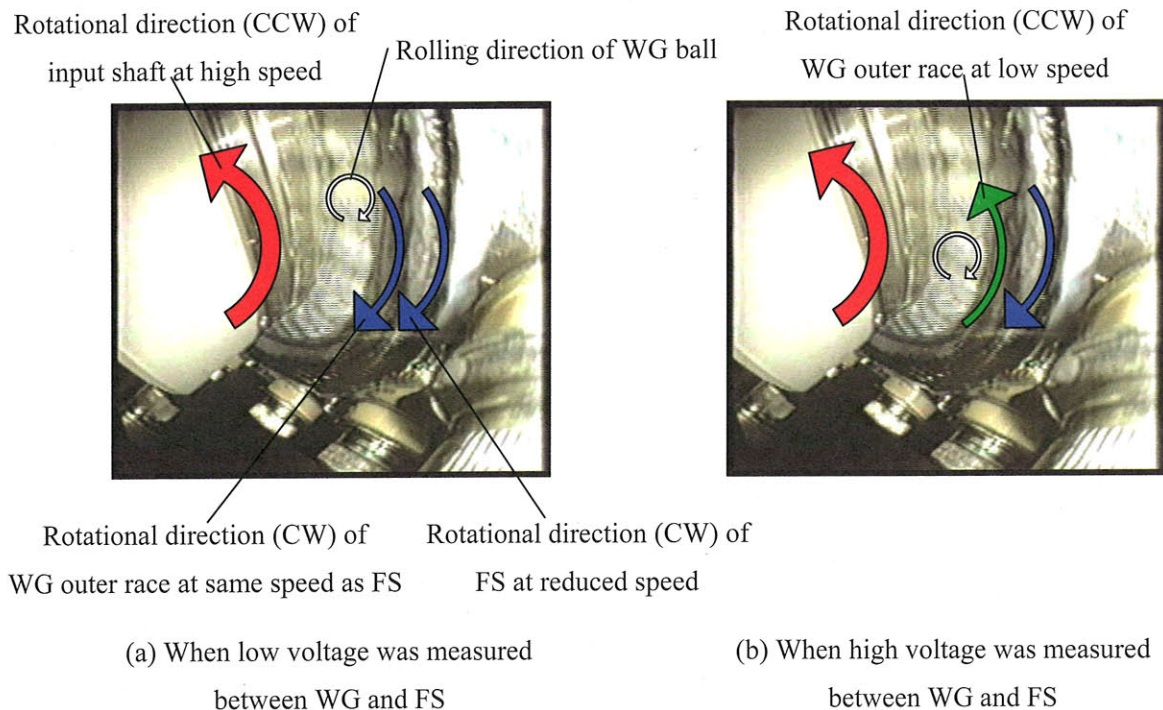 Rotational direction (CCW) of
input shaft at high speed
Rolling direction of WG ball
Rotational direction (CCW) of
WG outer race at low speed
Rotational direction (CW) of
WG outer race at same speed as FS
Rotational direction (CW) of
FS at reduced speed
(a) When low voltage was measured
between WG and FS
(b) When high voltage was measured
between WG and FS